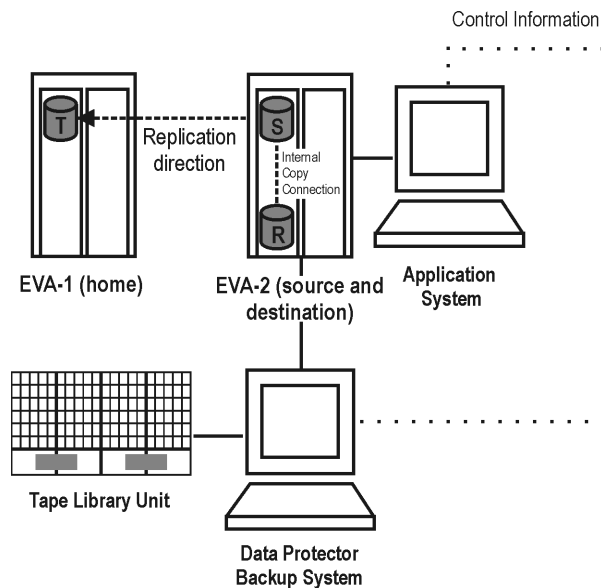 Control Information
T
S
Replication
direction
Internal
Copy
Connection
R
EVA-1 (home)
EVA-2 (source and
destination)
Application
System
Tape Library Unit
Data Protector
Backup System